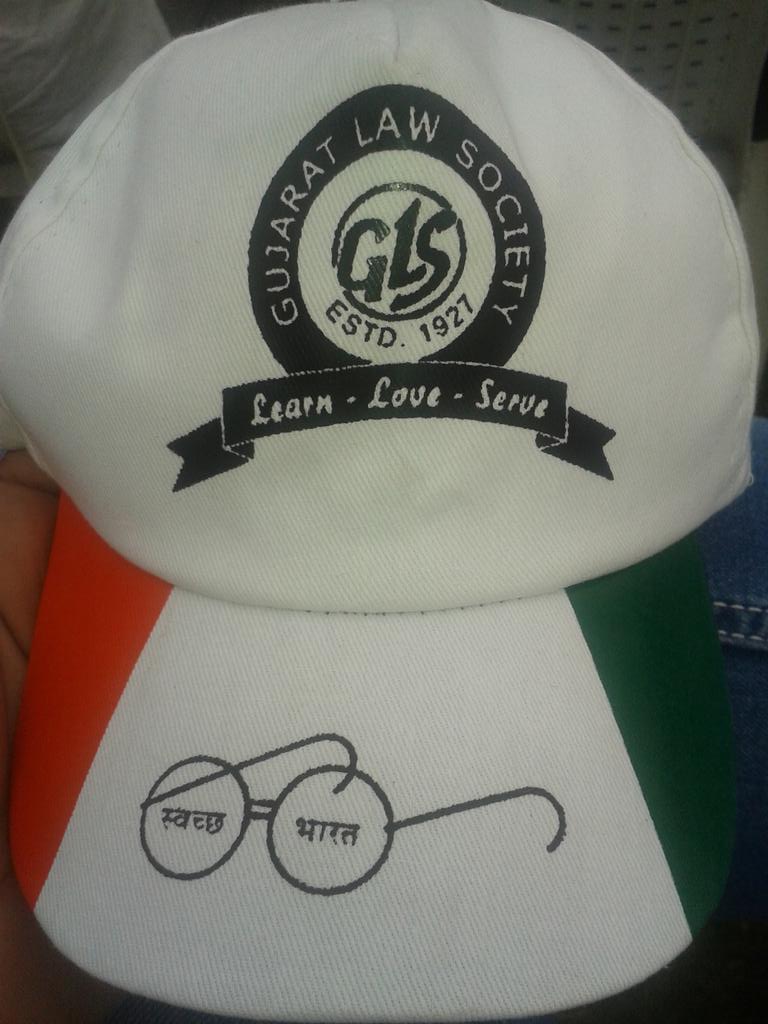 GUJARAT LAW SOCIETY
GLS
ESTD. 1927
Learn - Love - Serve
स्वच्छ भारत